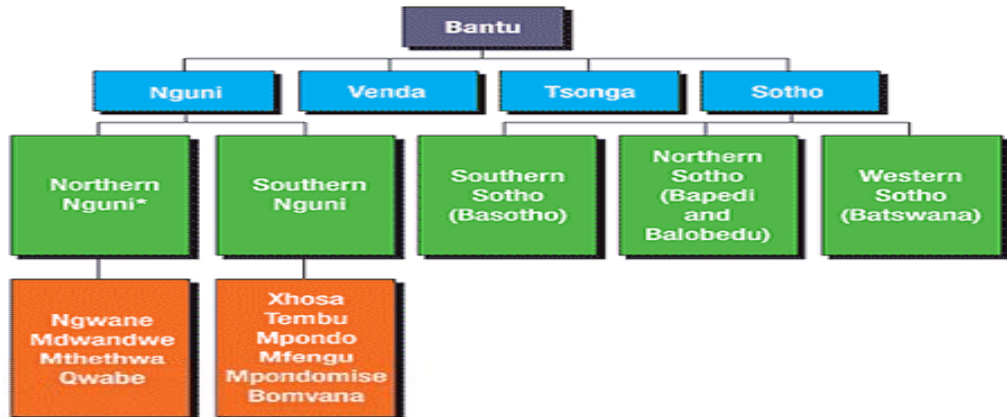 Bantu
Nguni
Venda
Tsonga
Sotho
Northern
Nguni*
Southern
Nguni
Southern
Sotho
(Basotho)
Northern
Sotho
(Bapedi
and
Balobedu)
Western
Sotho
(Batswana)
Ngwane
Mdwandwe
Mthethwa
Qwabe
Xhosa
Tembu
Mpondo
Mfengu
Mpondomise
Bomvana